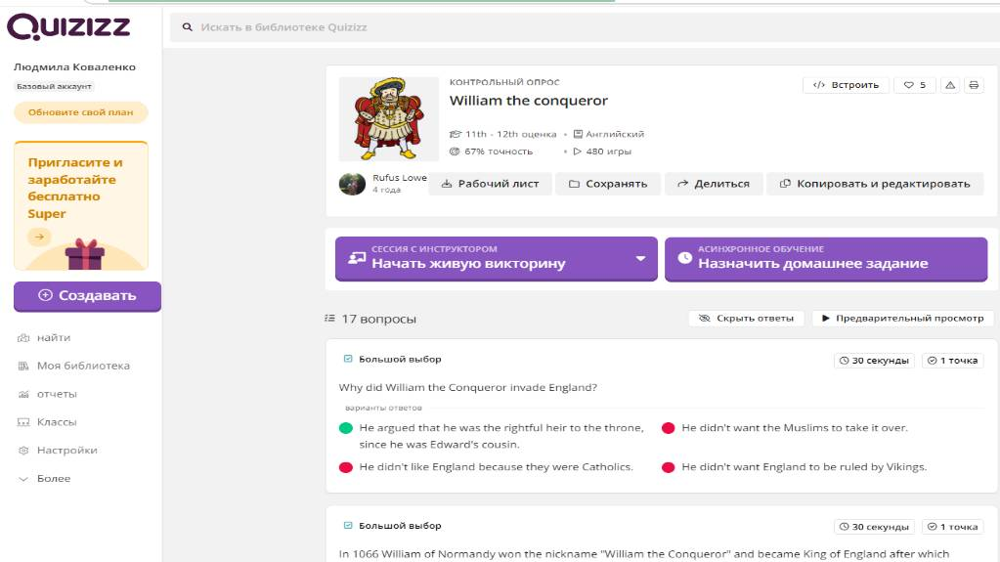 QUIZIZZ
Искать в библиотеке Quizizz
Людмила Коваленко
Базовый аккаунт
Обновите свой план
Пригласите и
заработайте
бесплатно
Super
Создавать
найти
Моя библиотека
отчеты
Классы
Настройки
Более
КОНТРОЛЬНЫЙ ОПРОС
William the conqueror
11th - 12th оценка • Английский
67% точность • 480 игры
Встроить
5
Rufus Lowe
4 года
Рабочий лист
Сохранять
Делиться
Копировать и редактировать
СЕССИЯ С ИНСТРУКТОРОМ
Начать живую викторину
АСИНХРОННОЕ ОБУЧЕНИЕ
Назначить домашнее задание
17 вопросы
Скрыть ответы
Предварительный просмотр
Большой выбор
30 секунды
1 точка
Why did William the Conqueror invade England?
варианты ответов
He argued that he was the rightful heir to the throne,
since he was Edward's cousin.
He didn't want the Muslims to take it over.
He didn't like England because they were Catholics.
He didn't want England to be ruled by Vikings.
Большой выбор
30 секунды
1 точка
In 1066 William of Normandy won the nickname "William the Conqueror" and became King of England after which